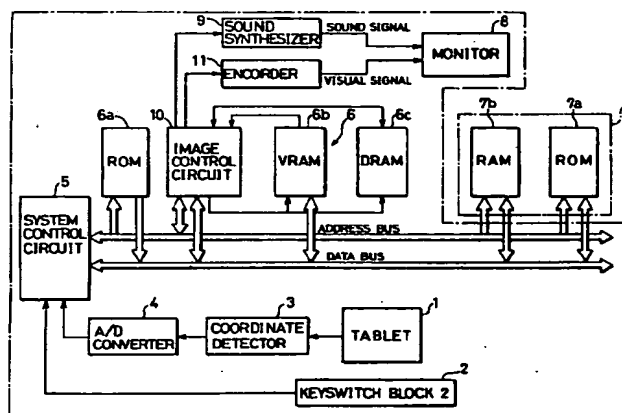 9
SOUND
SYNTHESIZER
SOUND SIGNAL
8
MONITOR
11
ENCORDER
VISUAL SIGNAL
6a
ROM
10
IMAGE
CONTROL
CIRCUIT
6b
VRAM
6
6c
DRAM
7b
RAM
7a
ROM
5
SYSTEM
CONTROL
CIRCUIT
ADDRESS BUS
DATA BUS
4
A/D
CONVERTER
3
COORDINATE
DETECTOR
1
TABLET
2
KEYSWITCH BLOCK 2